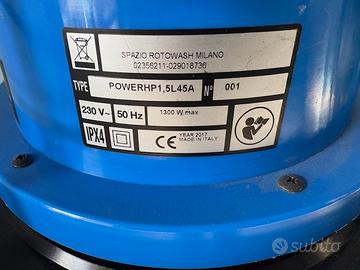 SPAZIO ROTOWASH MILANO
02356211-029018736
TYPE POWERHP1,5L45A N° 001
230 V~ 50 Hz 1300 W.max
IPX4 CE YEAR 2017
MADE IN ITALY
subito